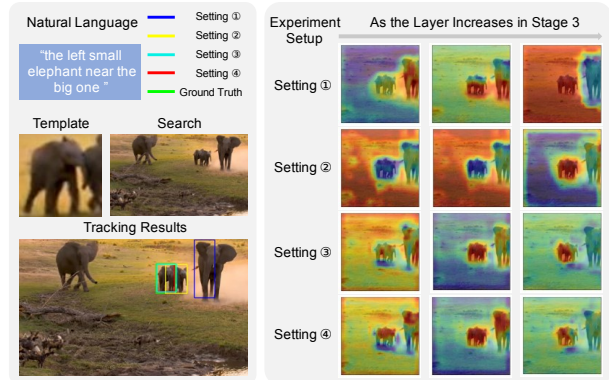 Natural Language
"the left small
elephant near the
big one "
Setting ①
Setting ②
Setting ③
Setting ④
Ground Truth
Template
Search
Tracking Results
Experiment
Setup
As the Layer Increases in Stage 3
Setting ①
Setting ②
Setting ③
Setting ④